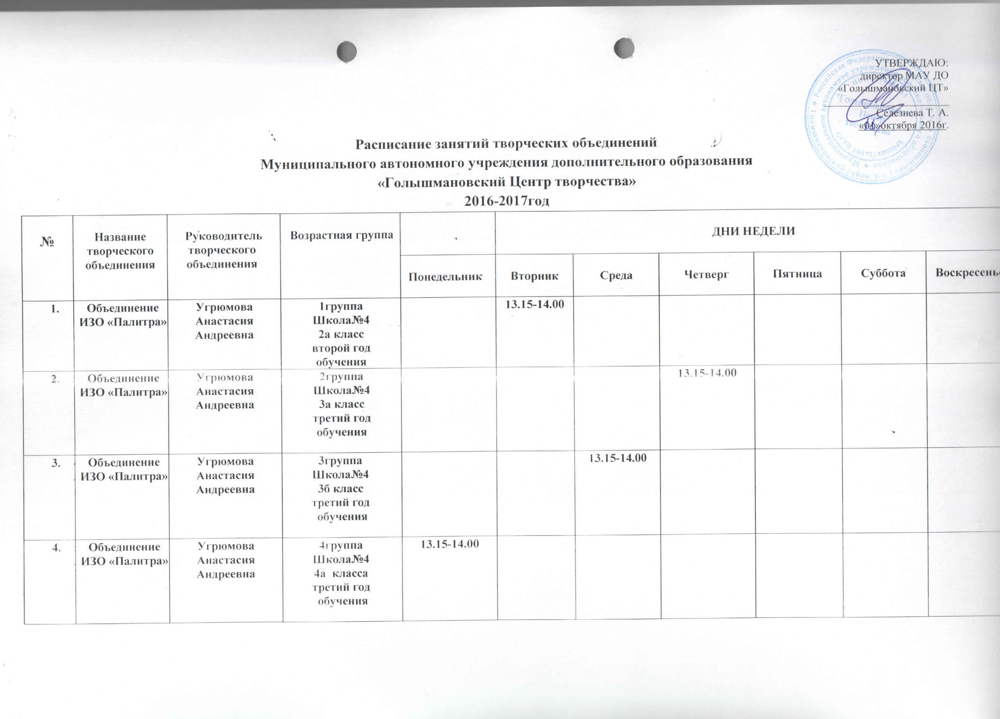 УТВЕРЖДАЮ:
директор МАУ ДО
«Голышмановский ЦТ»
Селезнева Т. А.
«01»октября 2016г.
Расписание занятий творческих объединений
Муниципального автономного учреждения дополнительного образования
«Голышмановский Центр творчества»
2016-2017год
№
Название
творческого
объединения
Руководитель
творческого
объединения
Возрастная группа
ДНИ НЕДЕЛИ
Понедельник
Вторник
Среда
Четверг
Пятница
Суббота
Воскресенье
1.
Объединение
ИЗО «Палитра»
Угрюмова
Анастасия
Андреевна
1группа
Школа№4
2а класс
второй год
обучения
13.15-14.00
2.
Объединение
ИЗО «Палитра»
Угрюмова
Анастасия
Андреевна
2группа
Школа№4
3а класс
третий год
обучения
13.15-14.00
3.
Объединение
ИЗО «Палитра»
Угрюмова
Анастасия
Андреевна
3группа
Школа№4
3б класс
третий год
обучения
13.15-14.00
4.
Объединение
ИЗО «Палитра»
Угрюмова
Анастасия
Андреевна
4группа
Школа№4
4а  класса
третий год
обучения
13.15-14.00